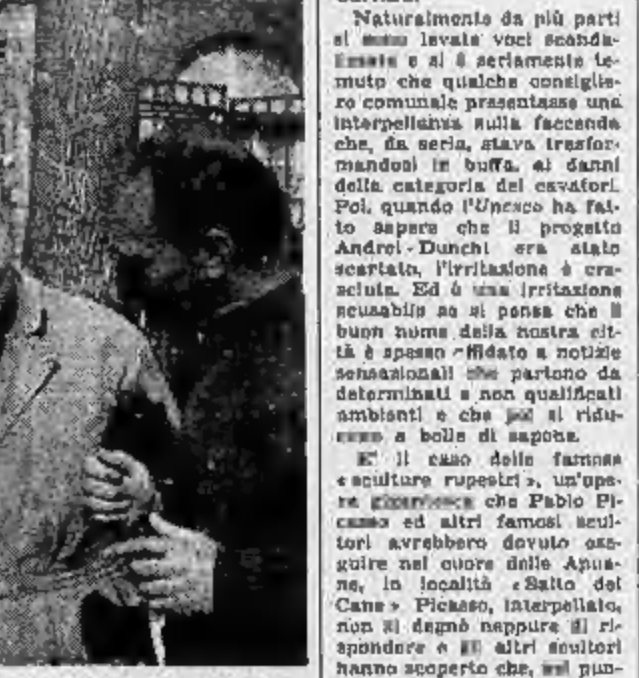 Naturalmente da più parti
si sono levate voci scanda-
e si è seriamente te-
muto che qualche consiglie-
ro comunale presentasse una
interpellanza sulla faccenda
che, da seria, stava trasfor-
mandosi in buffa, ai danni
della categoria dei cavatori.
Poi, quando l'Unesco ha fat-
to sapere che il progetto
Andrei-Dunchi era stato
scartato, l'irritazione è cre-
sciuta. Ed è una irritazione
scusabile se si pensa che il
buon nome della nostra cit-
tà è spesso affidato a notizie
sensazionali che partono da
determinati e non qualificati
ambienti e che poi si ridu-
cono a bolle di sapone.
E' il caso delle famose
« sculture rupestri », un'ope-
ra gigantesca che Pablo Pi-
casso ed altri famosi scul-
tori avrebbero dovuto ese-
guire nel cuore delle Apua-
ne, in località « Salto del
Cane » Picasso, interpellato,
non si degnò neppure di ri-
spondere e gli altri scultori
hanno scoperto che, nel pun-